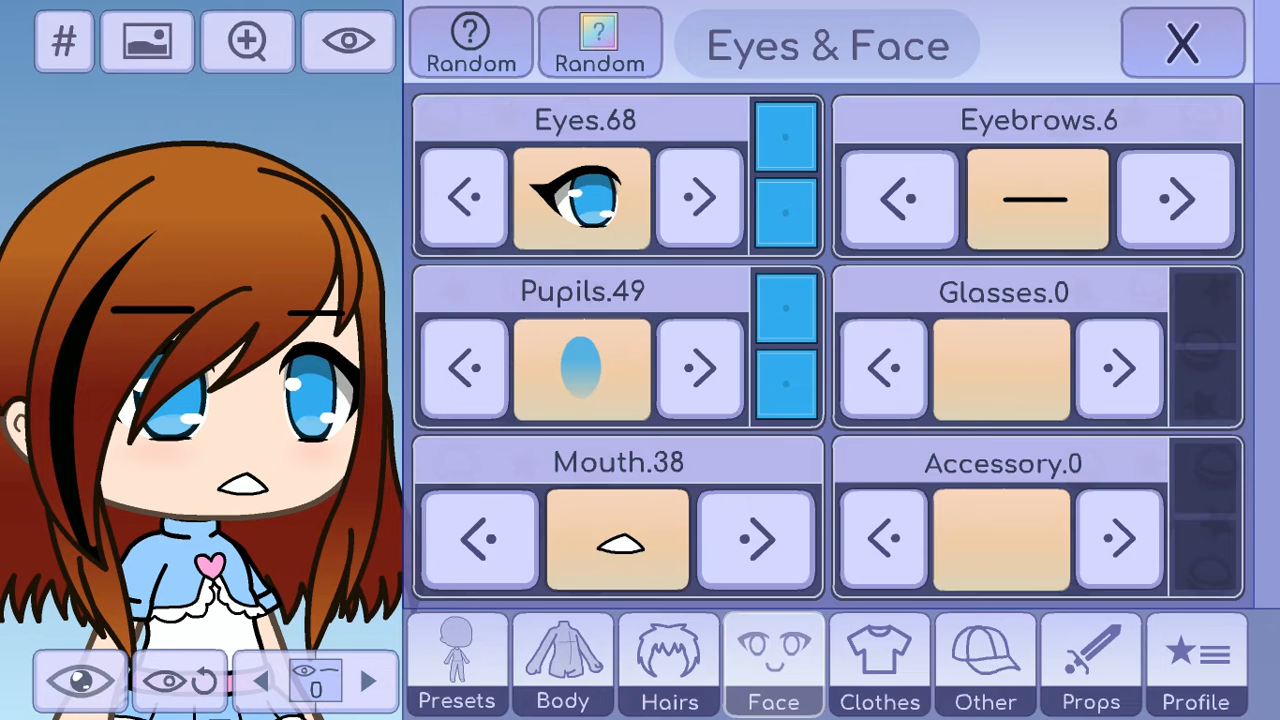 #
? Random
? Random
Eyes & Face
X
Eyes.68
Eyebrows.6
Pupils.49
Glasses.0
Mouth.38
Accessory.0
0
Presets
Body
Hairs
Face
Clothes
Other
Props
Profile